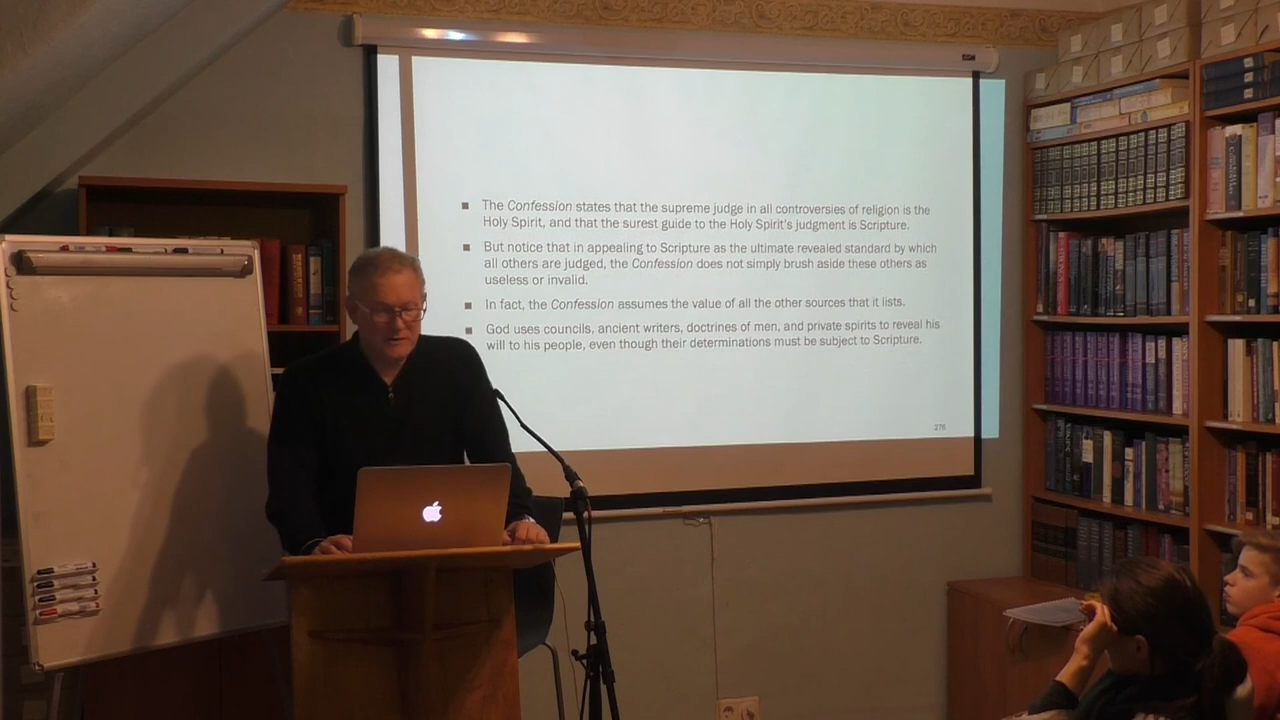 ■ The Confession states that the supreme judge in all controversies of religion is the
Holy Spirit, and that the surest guide to the Holy Spirit's judgment is Scripture.
■ But notice that in appealing to Scripture as the ultimate revealed standard by which
all others are judged, the Confession does not simply brush aside these others as
useless or invalid.
■ In fact, the Confession assumes the value of all the other sources that it lists.
■ God uses councils, ancient writers, doctrines of men, and private spirits to reveal his
will to his people, even though their determinations must be subject to Scripture.
276